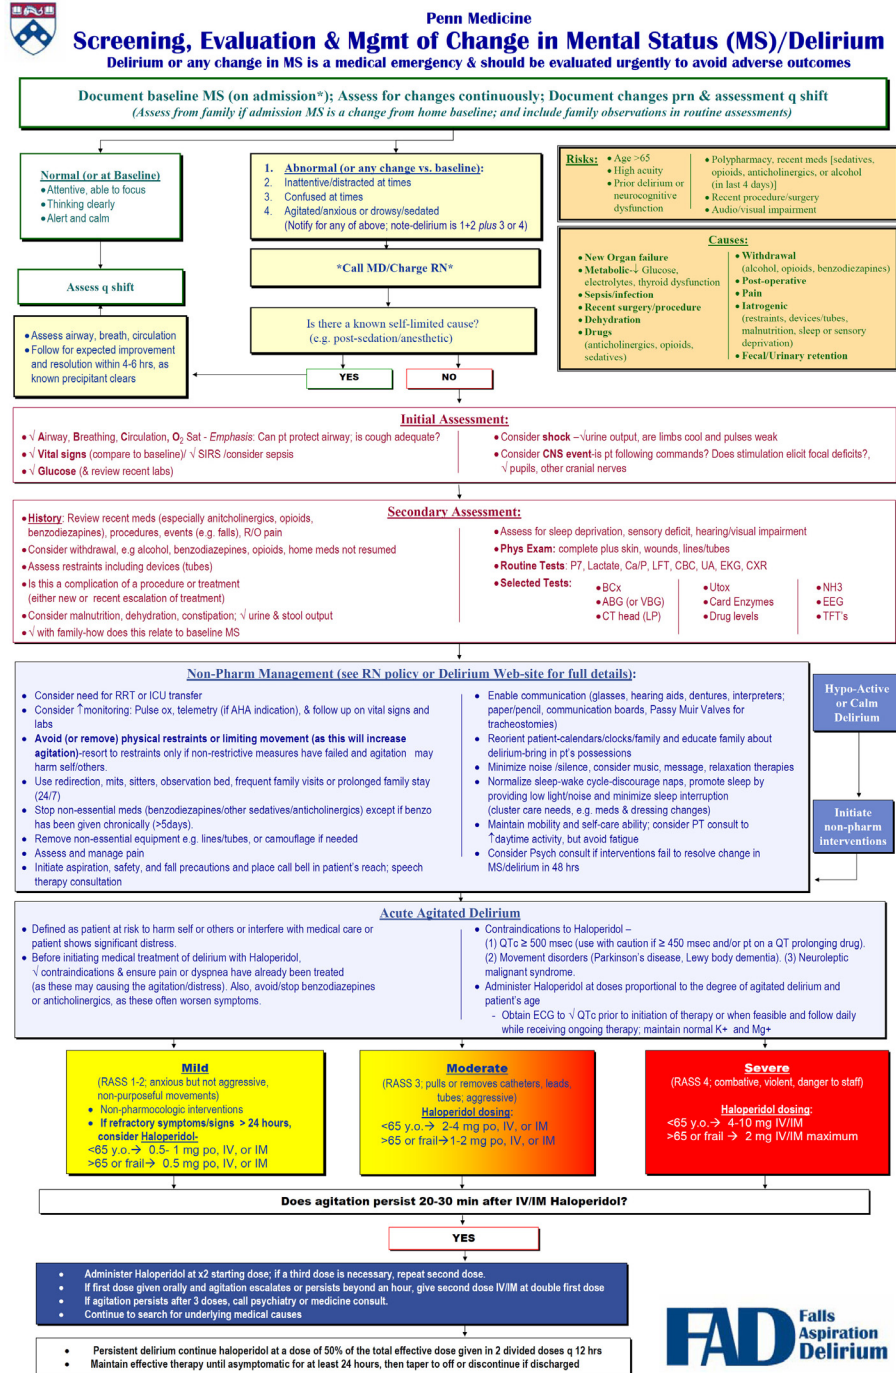 Penn Medicine
Screening, Evaluation & Mgmt of Change in Mental Status (MS)/Delirium
Delirium or any change in MS is a medical emergency & should be evaluated urgently to avoid adverse outcomes
Document baseline MS (on admission*); Assess for changes continuously; Document changes prn & assessment q shift
(Assess from family if admission MS is a change from home baseline; and include family observations in routine assessments)
Normal (or at Baseline)
• Attentive, able to focus
• Thinking clearly
• Alert and calm
Assess q shift
• Assess airway, breath, circulation
• Follow for expected improvement
and resolution within 4-6 hrs, as
known precipitant clears
1. Abnormal (or any change vs. baseline):
2. Inattentive/distracted at times
3. Confused at times
4. Agitated/anxious or drowsy/sedated
(Notify for any of above; note-delirium is 1+2 plus 3 or 4)
*Call MD/Charge RN*
Is there a known self-limited cause?
(e.g. post-sedation/anesthetic)
YES
NO
Risks:
• Age >65
• High acuity
• Prior delirium or
neurocognitive
dysfunction
• Polypharmacy, recent meds [sedatives,
opioids, anticholinergics, or alcohol
(in last 4 days)]
• Recent procedure/surgery
• Audio/visual impairment
Causes:
• New Organ failure
• Metabolic-↓ Glucose,
electrolytes, thyroid dysfunction
• Sepsis/infection
• Recent surgery/procedure
• Dehydration
• Drugs
(anticholinergics, opioids,
sedatives)
• Withdrawal
(alcohol, opioids, benzodiezapines)
• Post-operative
• Pain
• Iatrogenic
(restraints, devices/tubes,
malnutrition, sleep or sensory
deprivation)
• Fecal/Urinary retention
Initial Assessment:
• √ Airway, Breathing, Circulation, O2 Sat - Emphasis: Can pt protect airway; is cough adequate?
• √ Vital signs (compare to baseline)/ √ SIRS /consider sepsis
• √ Glucose (& review recent labs)
• Consider shock – √urine output, are limbs cool and pulses weak
• Consider CNS event-is pt following commands? Does stimulation elicit focal deficits?,
√ pupils, other cranial nerves
Secondary Assessment:
• History: Review recent meds (especially anitcholinergics, opioids,
benzodiezapines), procedures, events (e.g. falls), R/O pain
• Consider withdrawal, e.g alcohol, benzodiazepines, opioids, home meds not resumed
• Assess restraints including devices (tubes)
• Is this a complication of a procedure or treatment
(either new or recent escalation of treatment)
• Consider malnutrition, dehydration, constipation; √ urine & stool output
• √ with family-how does this relate to baseline MS
• Assess for sleep deprivation, sensory deficit, hearing/visual impairment
• Phys Exam: complete plus skin, wounds, lines/tubes
• Routine Tests: P7, Lactate, Ca/P, LFT, CBC, UA, EKG, CXR
• Selected Tests:
• BCx
• ABG (or VBG)
• CT head (LP)
• Utox
• Card Enzymes
• Drug levels
• NH3
• EEG
• TFT's
Non-Pharm Management (see RN policy or Delirium Web-site for full details):
• Consider need for RRT or ICU transfer
• Consider ↑monitoring: Pulse ox, telemetry (if AHA indication), & follow up on vital signs and
labs
• Avoid (or remove) physical restraints or limiting movement (as this will increase
agitation)-resort to restraints only if non-restrictive measures have failed and agitation may
harm self/others.
• Use redirection, mits, sitters, observation bed, frequent family visits or prolonged family stay
(24/7)
• Stop non-essential meds (benzodiazepines/other sedatives/anticholinergics) except if benzo
has been given chronically (>5days).
• Remove non-essential equipment e.g. lines/tubes, or camouflage if needed
• Assess and manage pain
• Initiate aspiration, safety, and fall precautions and place call bell in patient's reach; speech
therapy consultation
• Enable communication (glasses, hearing aids, dentures, interpreters;
paper/pencil, communication boards, Passy Muir Valves for
tracheostomies)
• Reorient patient-calendars/clocks/family and educate family about
delirium-bring in pt's possessions
• Minimize noise /silence, consider music, message, relaxation therapies
• Normalize sleep-wake cycle-discourage naps, promote sleep by
providing low light/noise and minimize sleep interruption
(cluster care needs, e.g. meds & dressing changes)
• Maintain mobility and self-care ability; consider PT consult to
↑daytime activity, but avoid fatigue
• Consider Psych consult if interventions fail to resolve change in
MS/delirium in 48 hrs
Hypo-Active
or Calm
Delirium
Initiate
non-pharm
interventions
Acute Agitated Delirium
• Defined as patient at risk to harm self or others or interfere with medical care or
patient shows significant distress.
• Before initiating medical treatment of delirium with Haloperidol,
√ contraindications & ensure pain or dyspnea have already been treated
(as these may causing the agitation/distress). Also, avoid/stop benzodiazepines
or anticholinergics, as these often worsen symptoms.
• Contraindications to Haloperidol –
(1) QTc ≥ 500 msec (use with caution if ≥ 450 msec and/or pt on a QT prolonging drug).
(2) Movement disorders (Parkinson's disease, Lewy body dementia). (3) Neuroleptic
malignant syndrome.
• Administer Haloperidol at doses proportional to the degree of agitated delirium and
patient's age
- Obtain ECG to √ QTc prior to initiation of therapy or when feasible and follow daily
while receiving ongoing therapy; maintain normal K+ and Mg+
Mild
(RASS 1-2; anxious but not aggressive,
non-purposeful movements)
• Non-pharmocologic interventions
• If refractory symptoms/signs > 24 hours,
consider Haloperidol-
<65 y.o.→ 0.5- 1 mg po, IV, or IM
>65 or frail→ 0.5 mg po, IV, or IM
Moderate
(RASS 3; pulls or removes catheters, leads,
tubes; aggressive)
Haloperidol dosing:
<65 y.o.→ 2-4 mg po, IV, or IM
>65 or frail→1-2 mg po, IV, or IM
Severe
(RASS 4; combative, violent, danger to staff)
Haloperidol dosing:
<65 y.o.→ 4-10 mg IV/IM
>65 or frail → 2 mg IV/IM maximum
Does agitation persist 20-30 min after IV/IM Haloperidol?
YES
• Administer Haloperidol at x2 starting dose; if a third dose is necessary, repeat second dose.
• If first dose given orally and agitation escalates or persists beyond an hour, give second dose IV/IM at double first dose
• If agitation persists after 3 doses, call psychiatry or medicine consult.
• Continue to search for underlying medical causes
• Persistent delirium continue haloperidol at a dose of 50% of the total effective dose given in 2 divided doses q 12 hrs
• Maintain effective therapy until asymptomatic for at least 24 hours, then taper to off or discontinue if discharged
FAD
Falls
Aspiration
Delirium